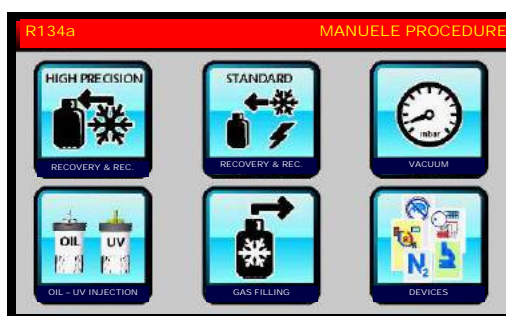 R134a MANUELE PROCEDURE
HIGH PRECISION
RECOVERY & REC.
STANDARD
RECOVERY & REC.
mbar
VACUUM
OIL UV
OIL – UV INJECTION
GAS FILLING
N2
DEVICES